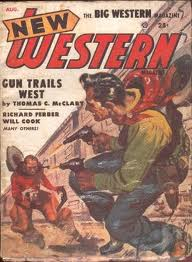 AUG.
The BIG WESTERN MAGAZINE!
NEW
25¢
WESTERN
MAGAZINE
GUN TRAILS
WEST
by THOMAS C. McCLARY
RICHARD FERBER
WILL COOK
MANY OTHERS!